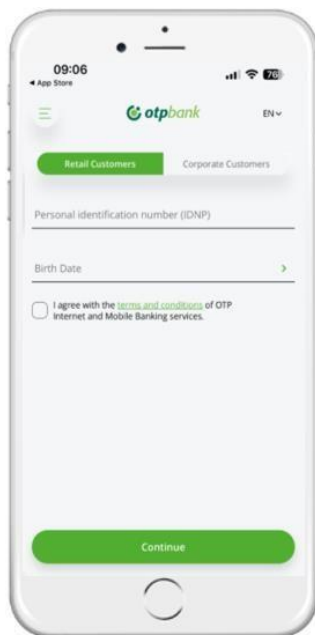 09:06
76
App Store
otpbank
EN
Retail Customers
Corporate Customers
Personal identification number (IDNP)
Birth Date
I agree with the terms and conditions of OTP
Internet and Mobile Banking services.
Continue